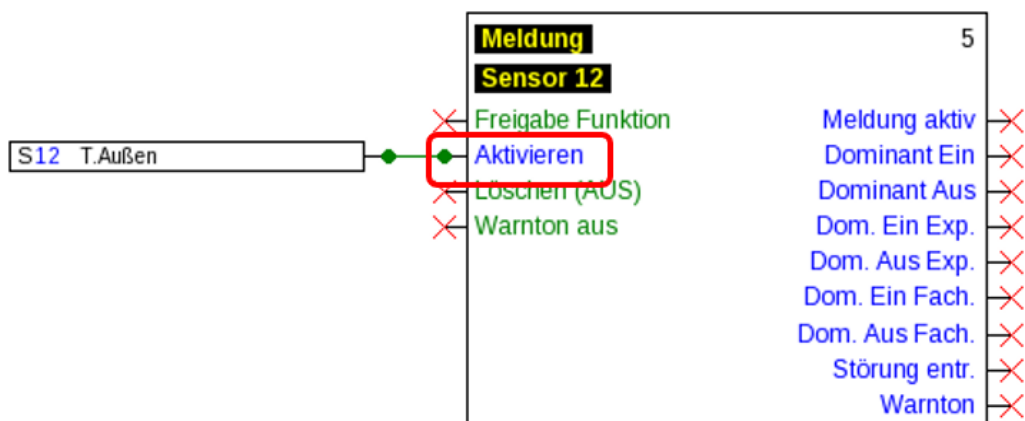 Meldung 5
Sensor 12
Freigabe Funktion Meldung aktiv
S12 T.Außen Aktivieren Dominant Ein
Löschen (AUS) Dominant Aus
Warnton aus Dom. Ein Exp.
Dom. Aus Exp.
Dom. Ein Fach.
Dom. Aus Fach.
Störung entr.
Warnton